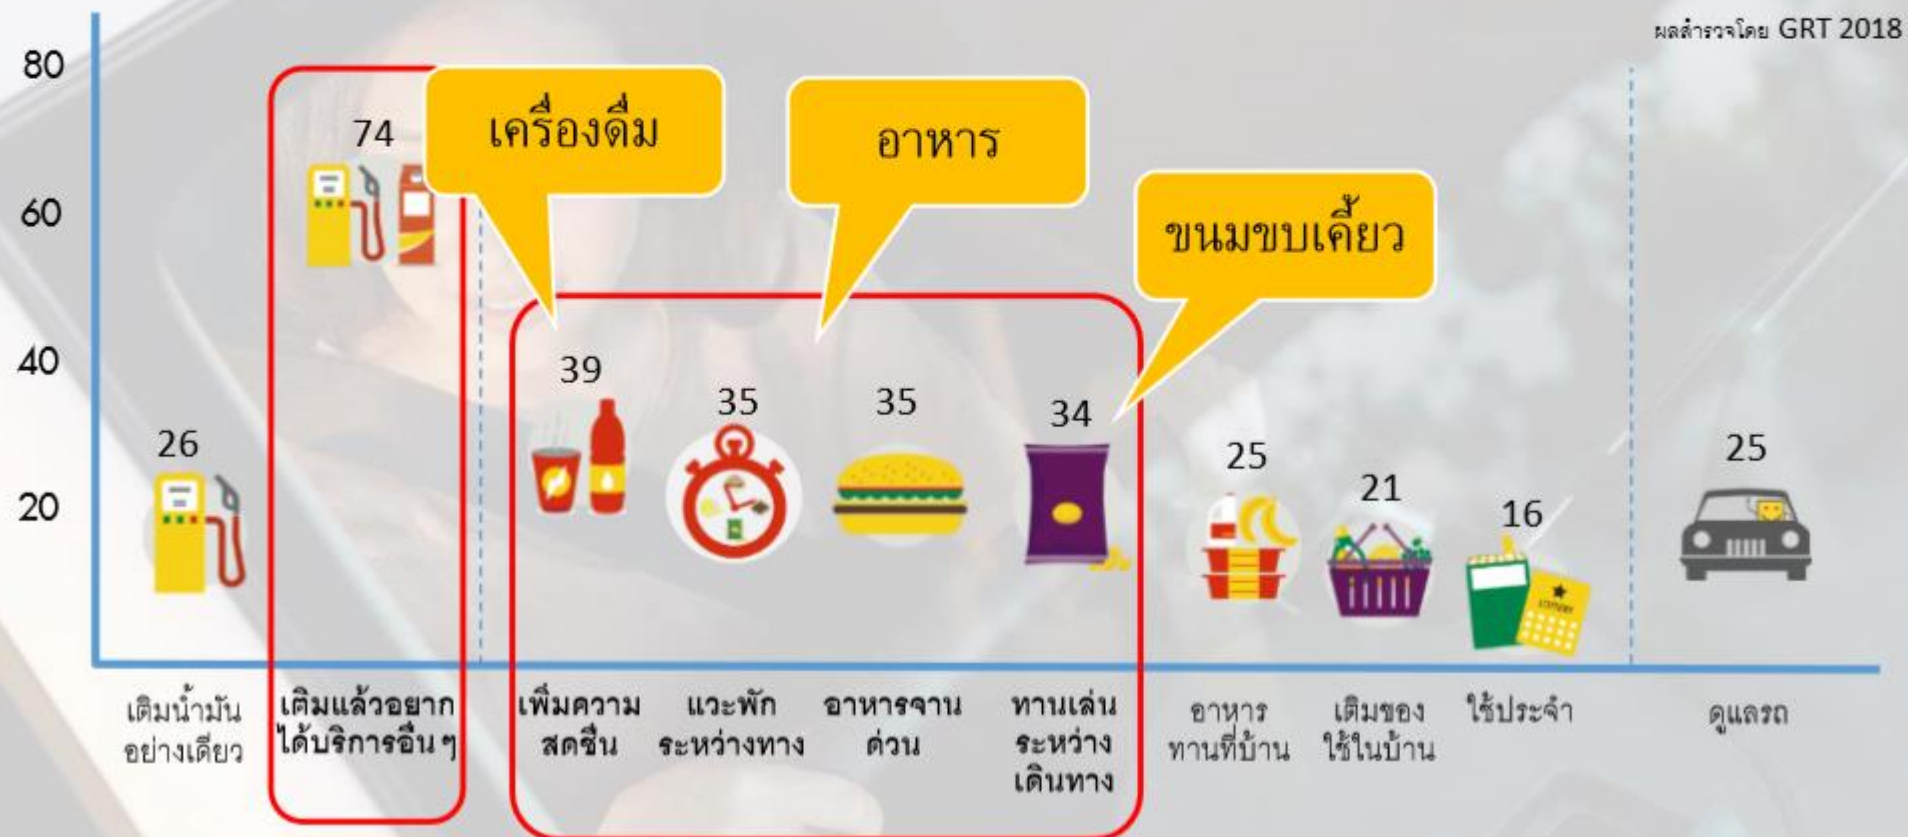 ผลสำรวจโดย GRT 2018
80
60
40
20
เครื่องดื่ม
อาหาร
ขนมขบเคี้ยว
26
74
39
35
35
34
25
21
16
25
เติมน้ำมัน
อย่างเดียว
เติมแล้วอยาก
ได้บริการอื่นๆ
เพิ่มความ
สดชื่น
แวะพัก
ระหว่างทาง
อาหารจาน
ด่วน
ทานเล่น
ระหว่าง
เดินทาง
อาหาร
ทานที่บ้าน
เติมของ
ใช้ในบ้าน
ใช้ประจำ
ดูแลรถ